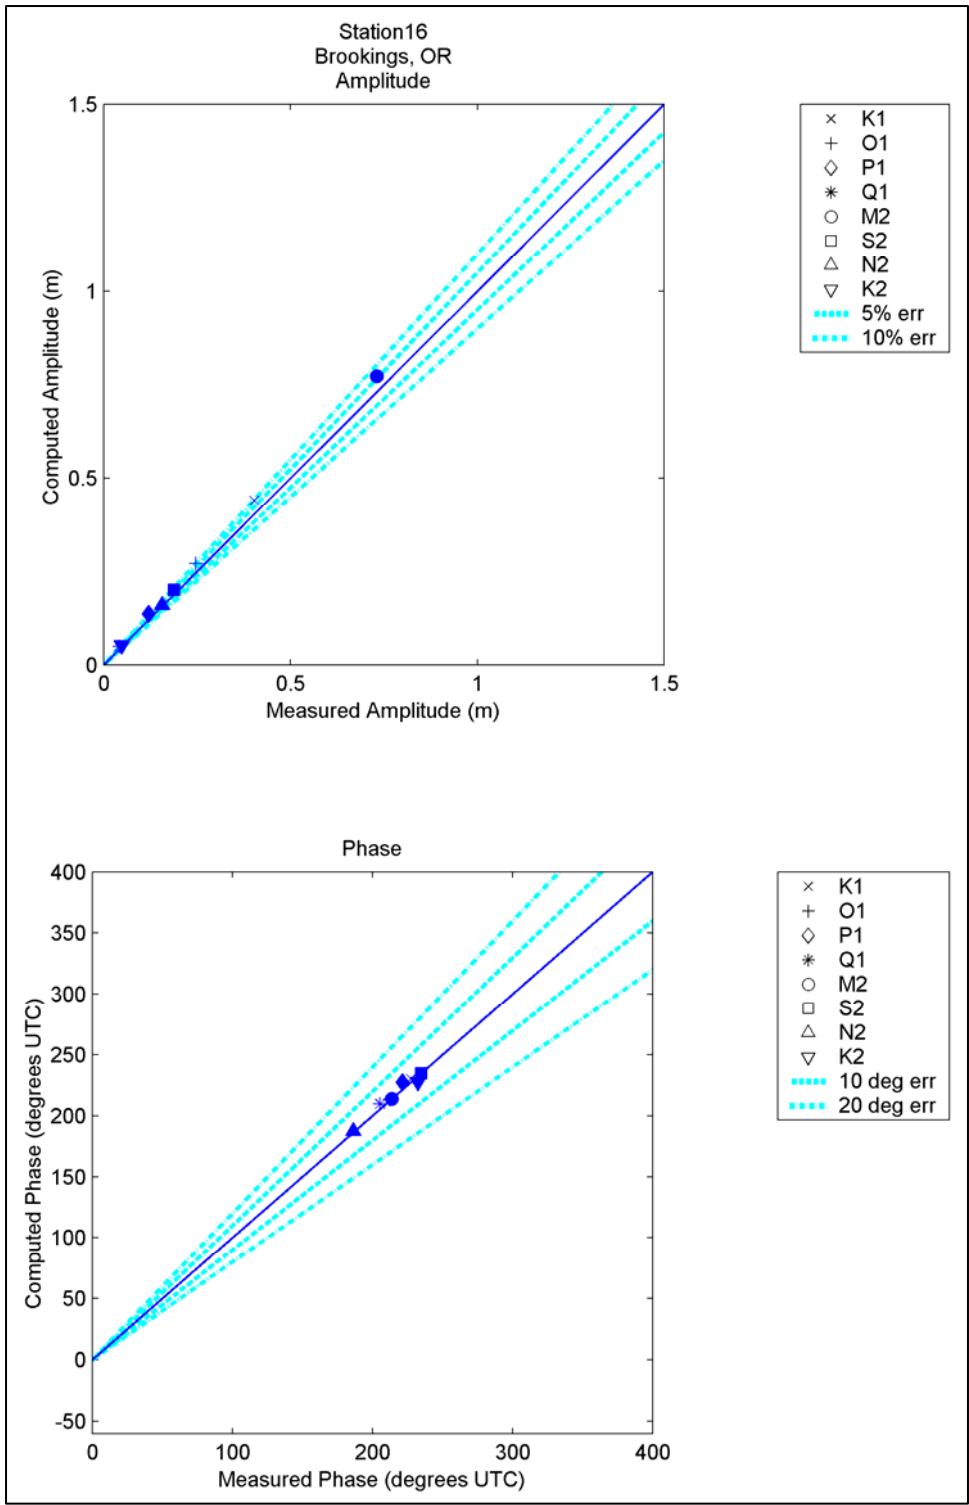 Station16
Brookings, OR
Amplitude
1.5
1
0.5
0
0
0.5
1
1.5
Computed Amplitude (m)
Measured Amplitude (m)
K1
O1
P1
Q1
M2
S2
N2
K2
5% err
10% err
Phase
400
350
300
250
200
150
100
50
0
-50
0
100
200
300
400
Computed Phase (degrees UTC)
Measured Phase (degrees UTC)
K1
O1
P1
Q1
M2
S2
N2
K2
10 deg err
20 deg err